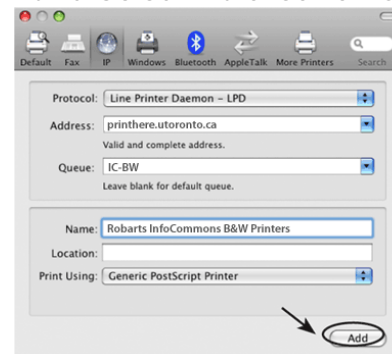 Default Fax IP Windows Bluetooth AppleTalk More Printers Search
Protocol: Line Printer Daemon - LPD
Address: printhere.utoronto.ca
Valid and complete address.
Queue: IC-BW
Leave blank for default queue.
Name: Robarts InfoCommons B&W Printers
Location:
Print Using: Generic PostScript Printer
Add